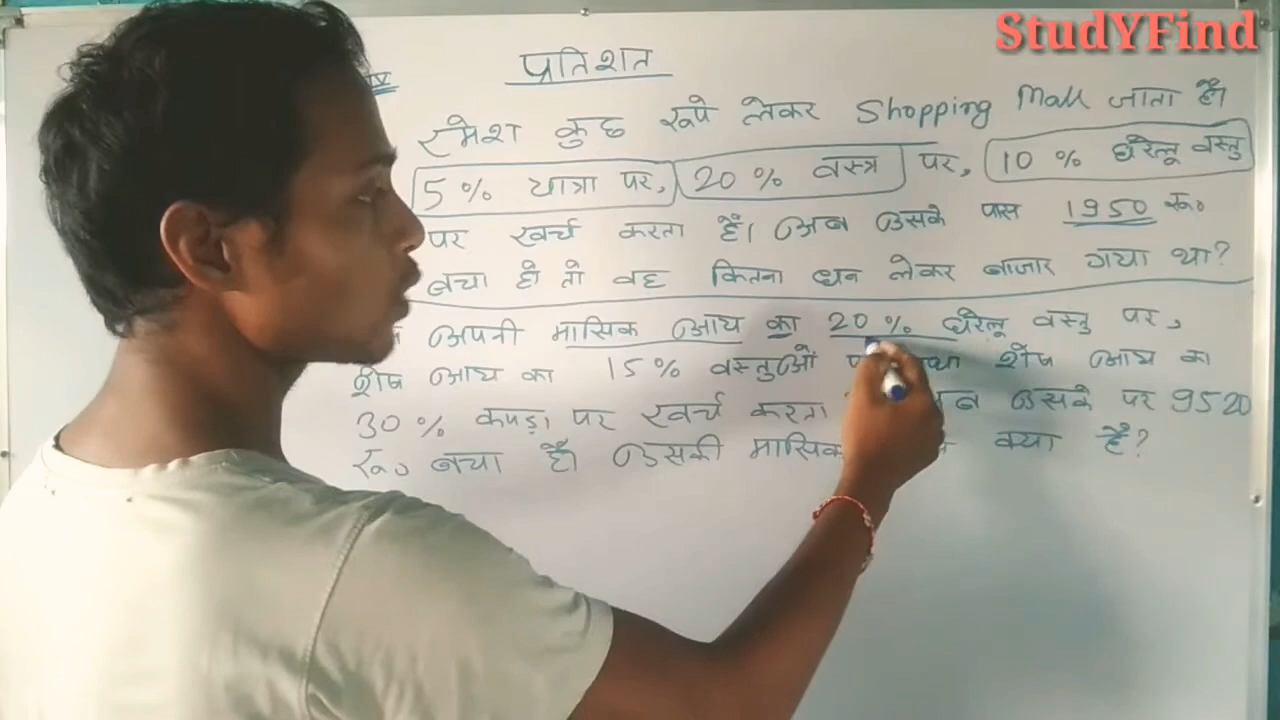 StudYFind
प्रतिशत
रमेश कुछ रूपे लेकर Shopping Mall जाता है।
5% यात्रा पर, 20% वस्त्र पर, 10% घरेलू वस्तु
पर खर्च करता है। अब उसके पास 1950 रू०
बचा हो तो वह कितना धन लेकर बाजार गया था?
अपनी मासिक आय का 20% घरेलू वस्तु पर,
शेष आय का 15% वस्तुओं शेष आय का
30% कपड़ा पर खर्च करता उसके पर 9520
रू० बचा है। उसकी मासिक क्या है?